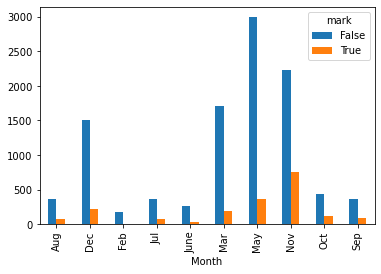 3000
2500
2000
1500
1000
500
0
mark
False
True
Aug
Dec
Feb
Jul
June
Mar
May
Nov
Oct
Sep
Month